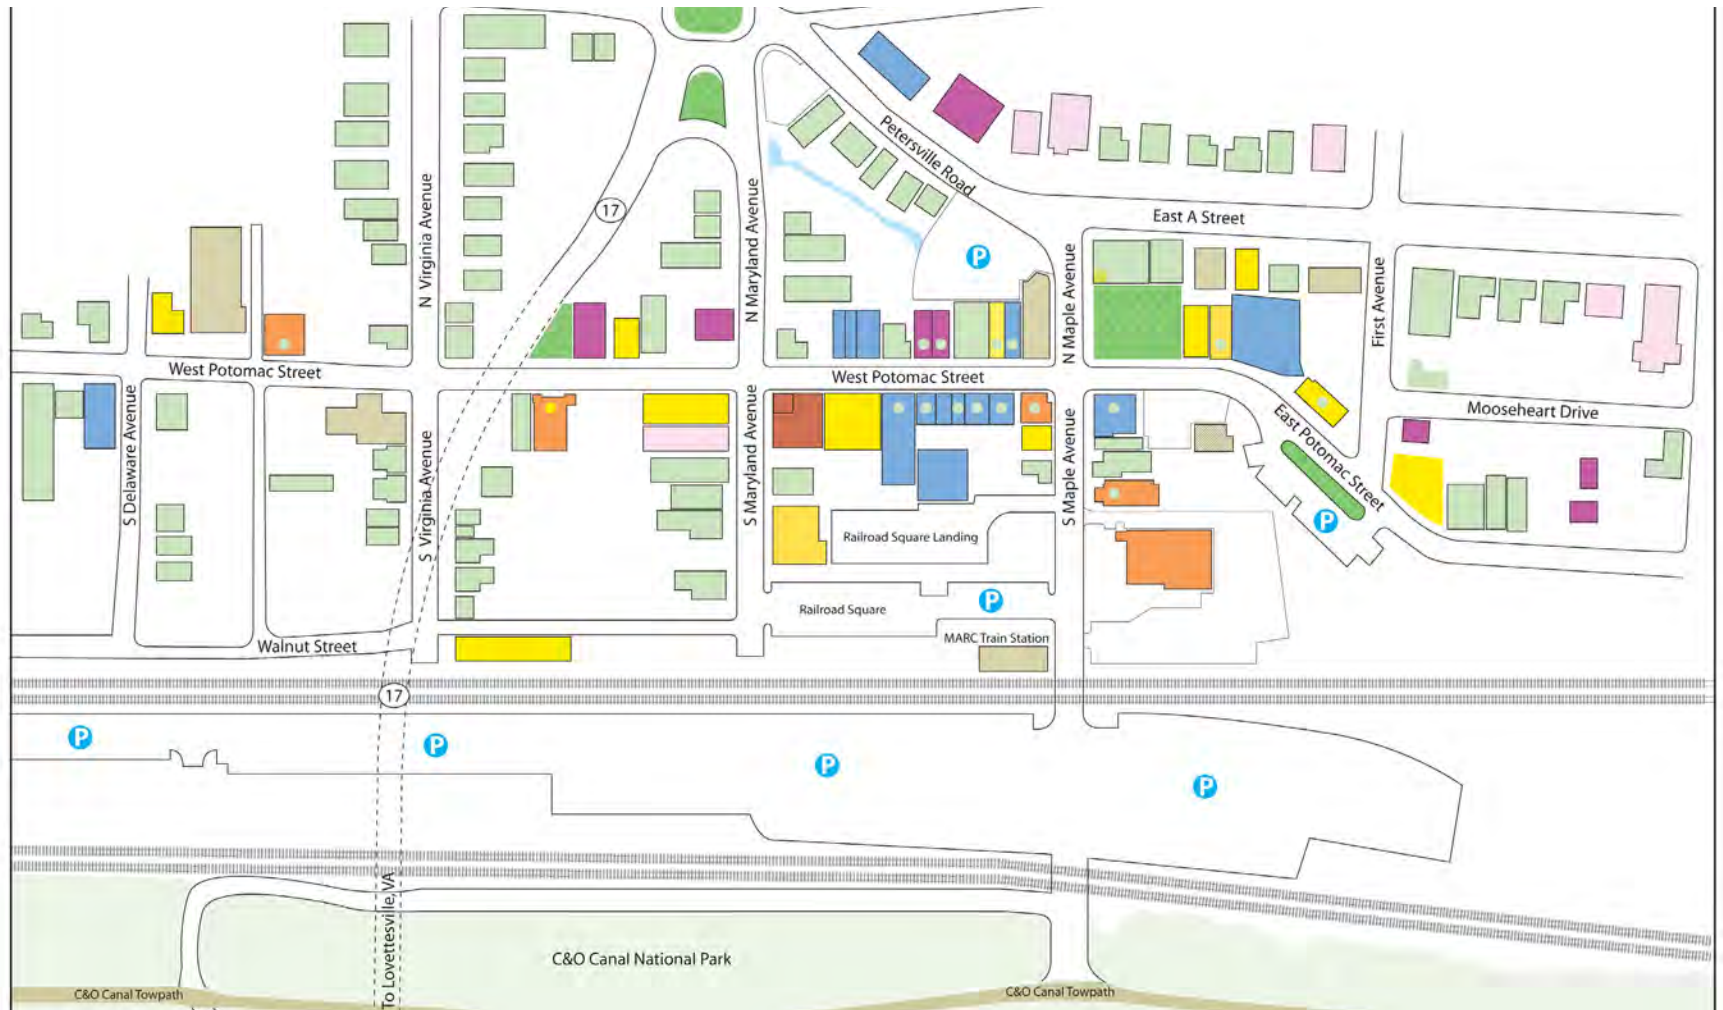 Petersville Road
17
N Virginia Avenue
N Maryland Avenue
East A Street
P
N Maple Avenue
First Avenue
West Potomac Street
West Potomac Street
Mooseheart Drive
East Potomac Street
S Delaware Avenue
S Virginia Avenue
S Maryland Avenue
S Maple Avenue
P
Railroad Square Landing
P
Railroad Square
MARC Train Station
Walnut Street
17
P
P
P
P
To Lovettesville, VA
C&O Canal National Park
C&O Canal Towpath
C&O Canal Towpath